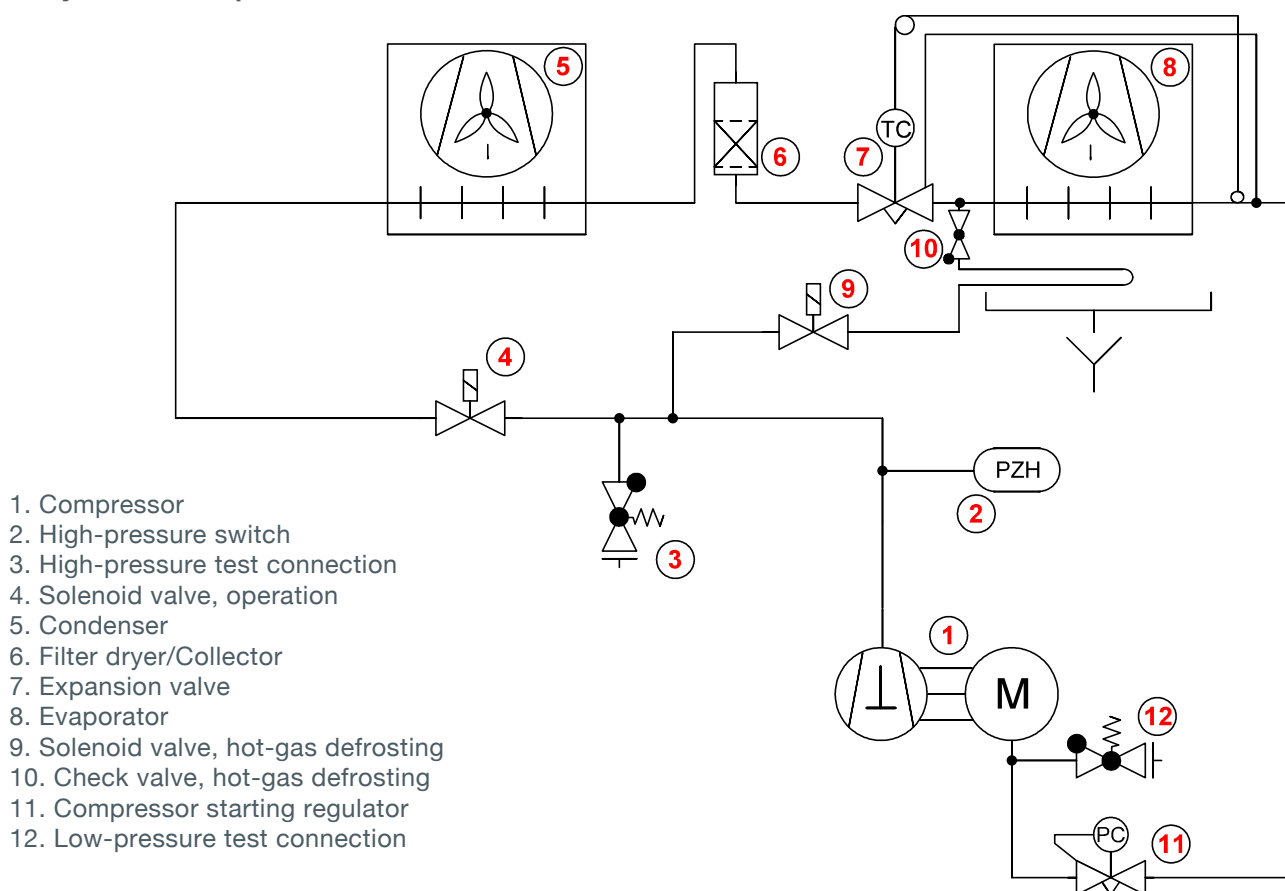 5
8
TC
6
7
10
9
4
PZH
2
3
1. Compressor
2. High-pressure switch
3. High-pressure test connection
4. Solenoid valve, operation
5. Condenser
6. Filter dryer/Collector
7. Expansion valve
8. Evaporator
9. Solenoid valve, hot-gas defrosting
10. Check valve, hot-gas defrosting
11. Compressor starting regulator
12. Low-pressure test connection
1
M
12
PC
11